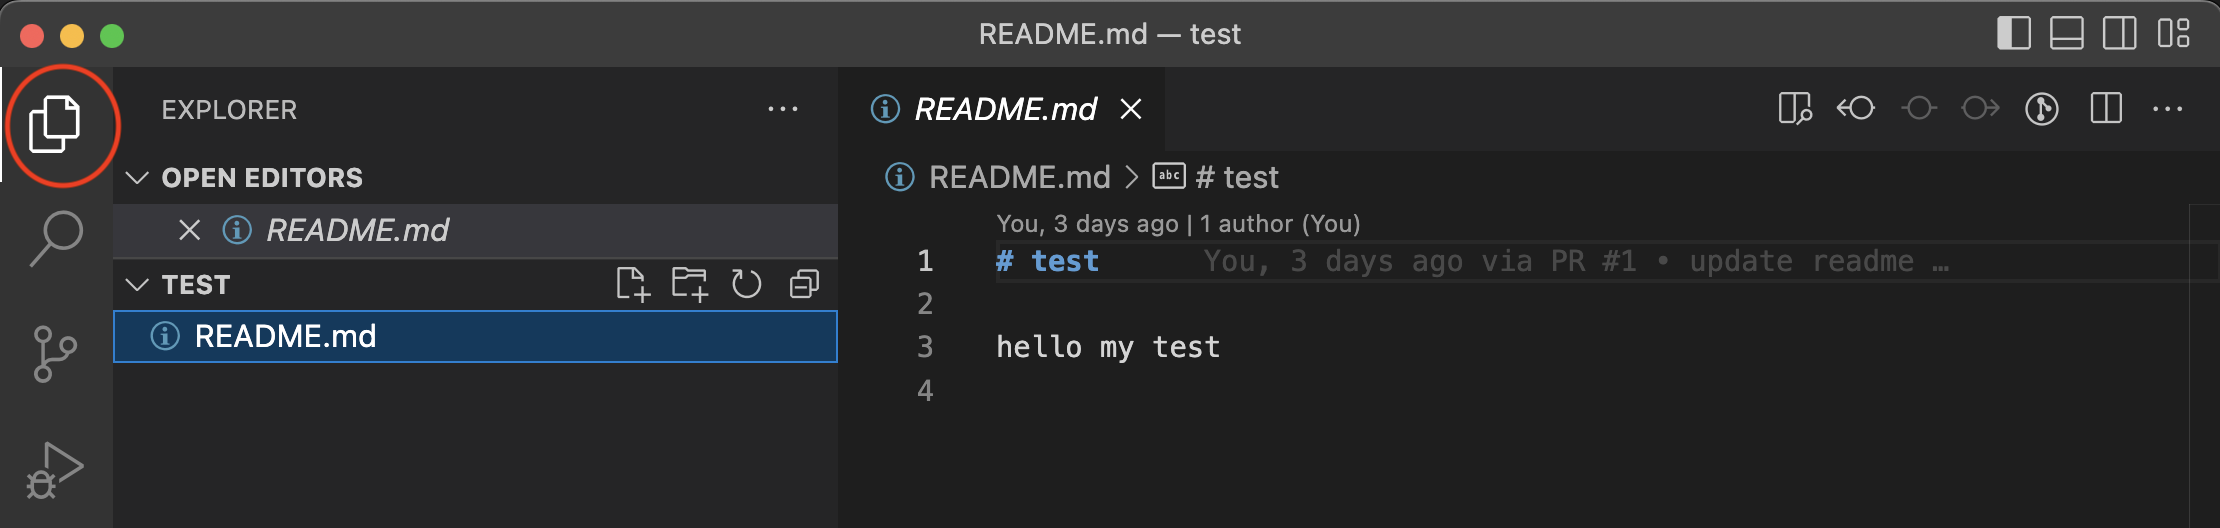 README.md — test
EXPLORER
OPEN EDITORS
README.md
TEST
README.md
README.md
README.md > abc # test
You, 3 days ago | 1 author (You)
1 # test You, 3 days ago via PR #1 • update readme …
2
3 hello my test
4